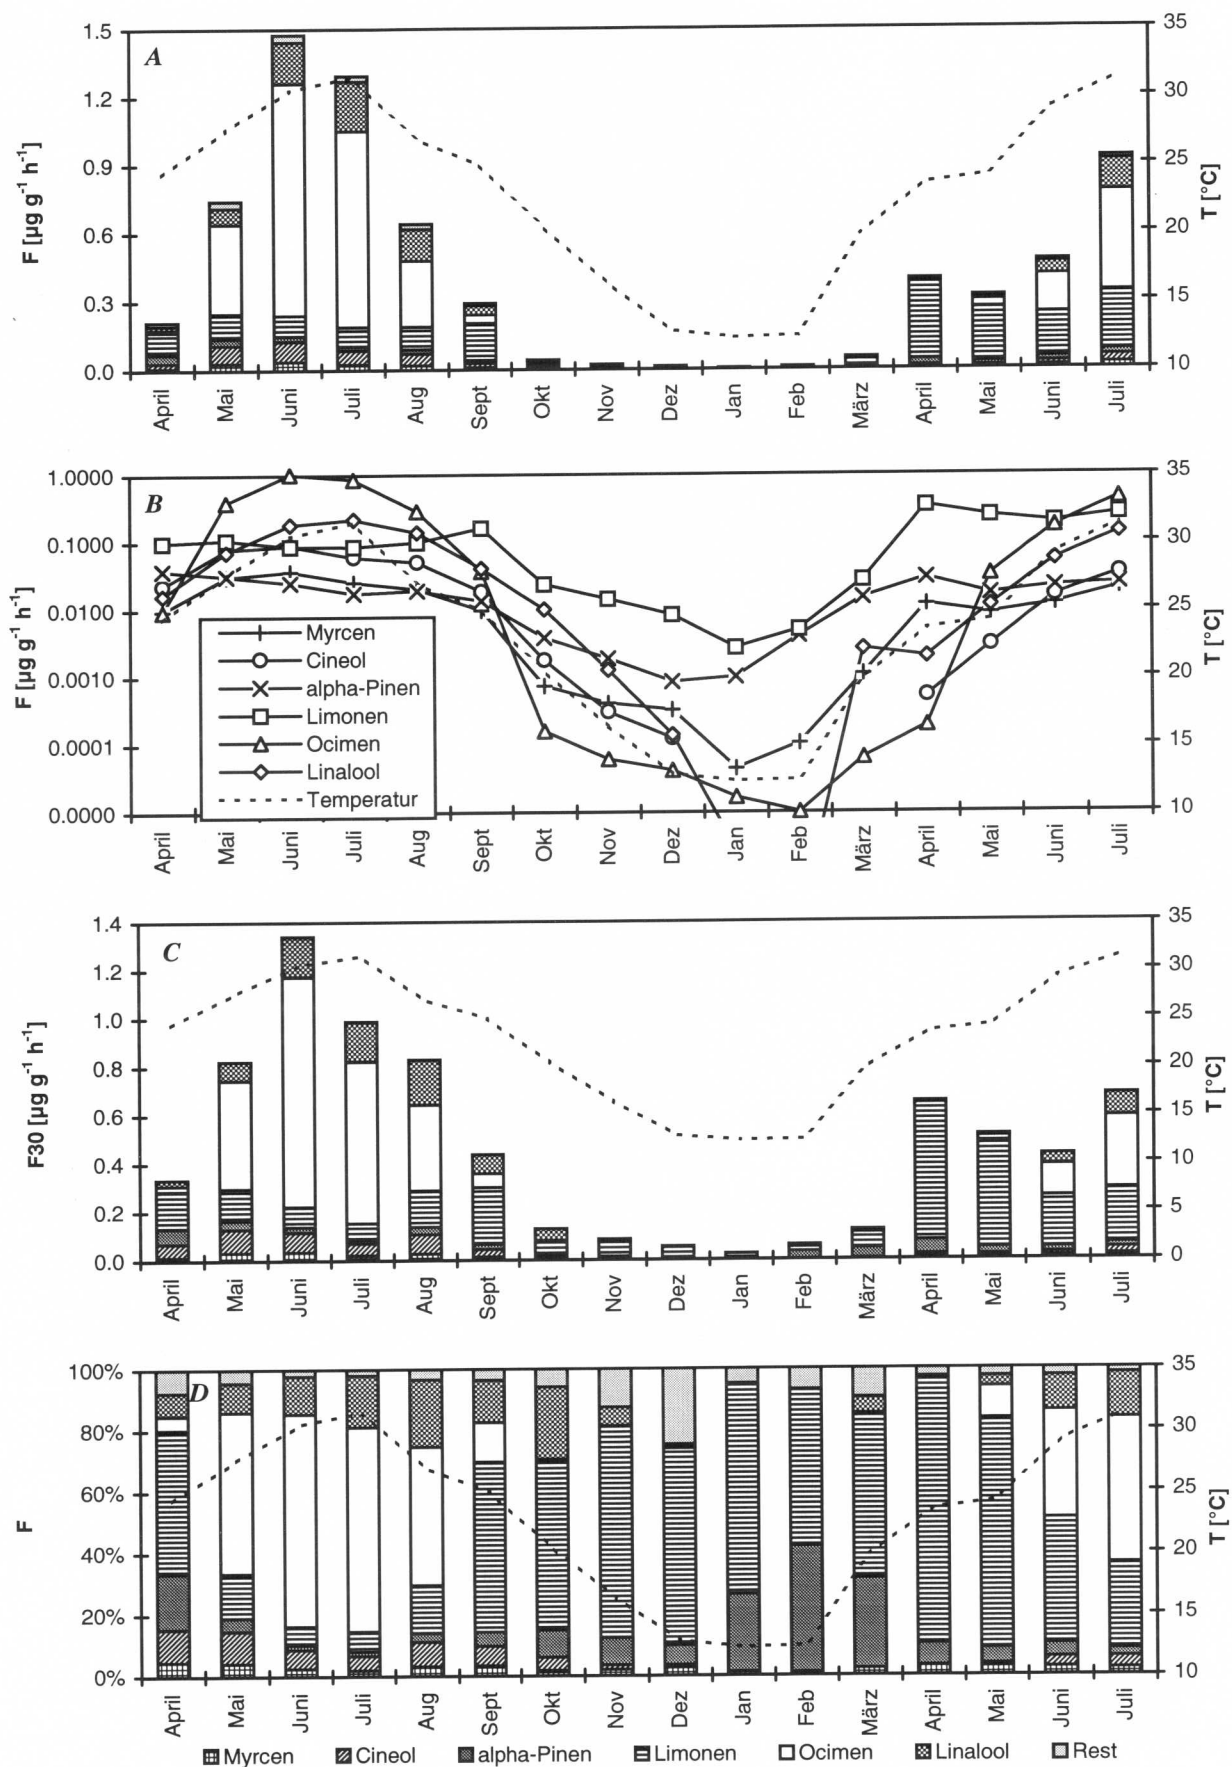 A
F [µg g⁻¹ h⁻¹]
1.5
1.2
0.9
0.6
0.3
0.0
35
30
25
20
15
10
T [°C]
April Mai Juni Juli Aug Sept Okt Nov Dez Jan Feb März April Mai Juni Juli
B
F [µg g⁻¹ h⁻¹]
1.0000
0.1000
0.0100
0.0010
0.0001
0.0000
Myrcen
Cineol
alpha-Pinen
Limonen
Ocimen
Linalool
Temperatur
35
30
25
20
15
10
T [°C]
April Mai Juni Juli Aug Sept Okt Nov Dez Jan Feb März April Mai Juni Juli
C
F30 [µg g⁻¹ h⁻¹]
1.4
1.2
1.0
0.8
0.6
0.4
0.2
0.0
35
30
25
20
15
10
5
0
T [°C]
April Mai Juni Juli Aug Sept Okt Nov Dez Jan Feb März April Mai Juni Juli
D
F
100%
80%
60%
40%
20%
0%
35
30
25
20
15
10
T [°C]
April Mai Juni Juli Aug Sept Okt Nov Dez Jan Feb März April Mai Juni Juli
Myrcen Cineol alpha-Pinen Limonen Ocimen Linalool Rest